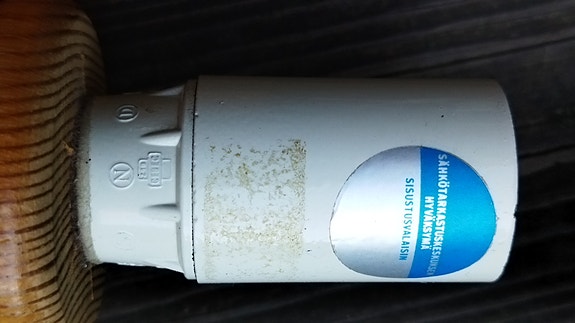 SÄHKÖTARKASTUSKESKUKSEN
HYVÄKSYMÄ
SISUSTUSVALAISIN
N